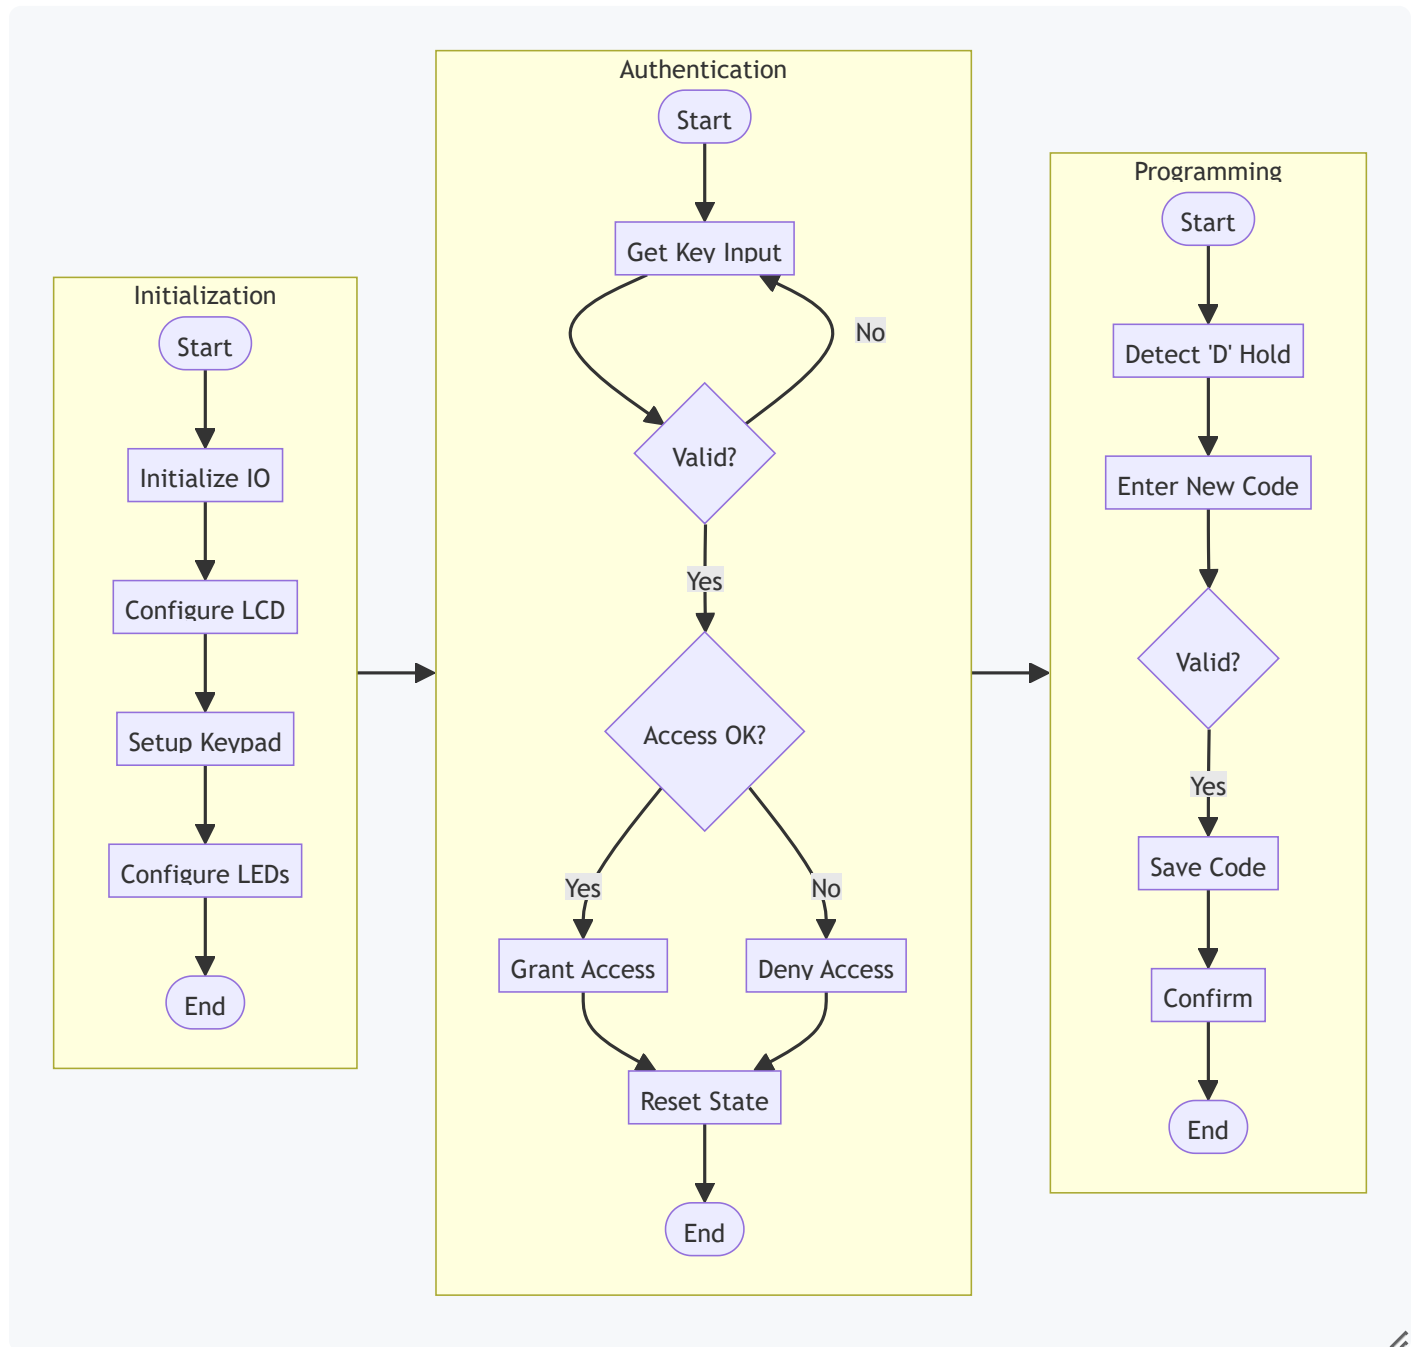 Initialization
Start
Initialize IO
Configure LCD
Setup Keypad
Configure LEDs
End
Authentication
Start
Get Key Input
No
Valid?
Yes
Access OK?
Yes
No
Grant Access
Deny Access
Reset State
End
Programming
Start
Detect 'D' Hold
Enter New Code
Valid?
Yes
Save Code
Confirm
End